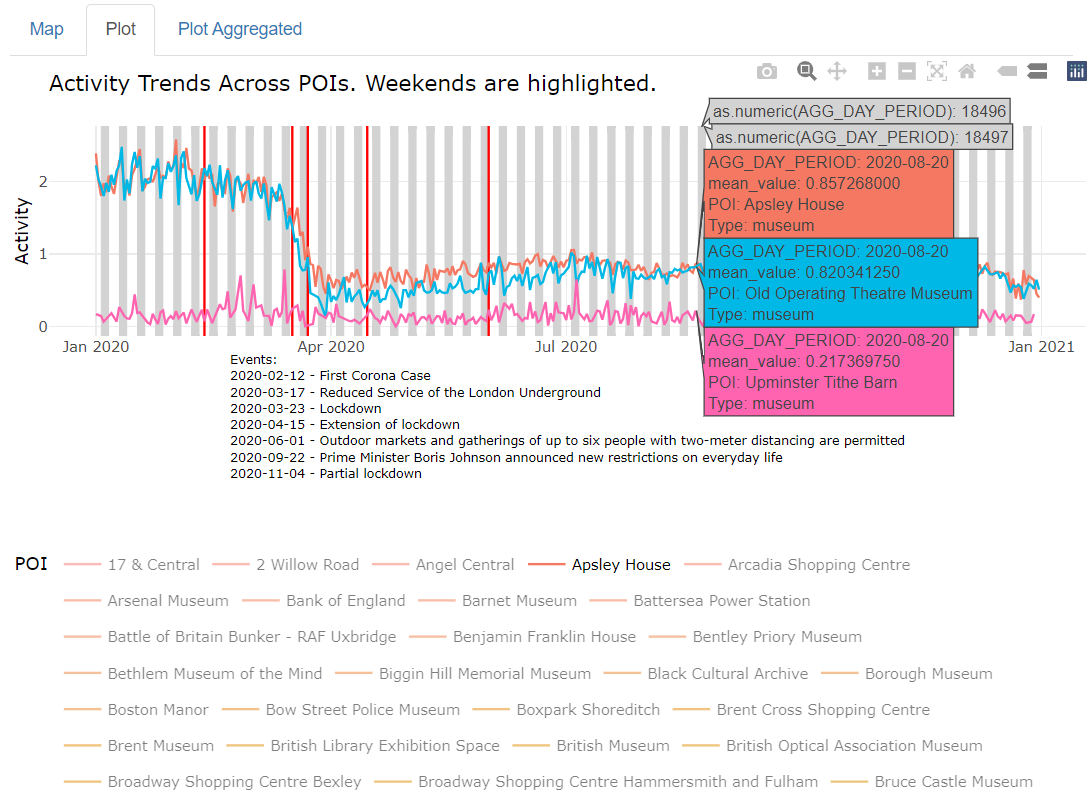 Map Plot Plot Aggregated
Activity Trends Across POIs. Weekends are highlighted.
as.numeric(AGG_DAY_PERIOD): 18496
as.numeric(AGG_DAY_PERIOD): 18497
AGG_DAY_PERIOD: 2020-08-20
mean_value: 0.857268000
POI: Apsley House
Type: museum
AGG_DAY_PERIOD: 2020-08-20
mean_value: 0.820341250
POI: Old Operating Theatre Museum
Type: museum
AGG_DAY_PERIOD: 2020-08-20
mean_value: 0.217369750
POI: Upminster Tithe Barn
Type: museum
Activity
2
1
0
Jan 2020 Apr 2020 Jul 2020 Jan 2021
Events:
2020-02-12 - First Corona Case
2020-03-17 - Reduced Service of the London Underground
2020-03-23 - Lockdown
2020-04-15 - Extension of lockdown
2020-06-01 - Outdoor markets and gatherings of up to six people with two-meter distancing are permitted
2020-09-22 - Prime Minister Boris Johnson announced new restrictions on everyday life
2020-11-04 - Partial lockdown
POI 17 & Central 2 Willow Road Angel Central Apsley House Arcadia Shopping Centre
Arsenal Museum Bank of England Barnet Museum Battersea Power Station
Battle of Britain Bunker - RAF Uxbridge Benjamin Franklin House Bentley Priory Museum
Bethlem Museum of the Mind Biggin Hill Memorial Museum Black Cultural Archive Borough Museum
Boston Manor Bow Street Police Museum Boxpark Shoreditch Brent Cross Shopping Centre
Brent Museum British Library Exhibition Space British Museum British Optical Association Museum
Broadway Shopping Centre Bexley Broadway Shopping Centre Hammersmith and Fulham Bruce Castle Museum